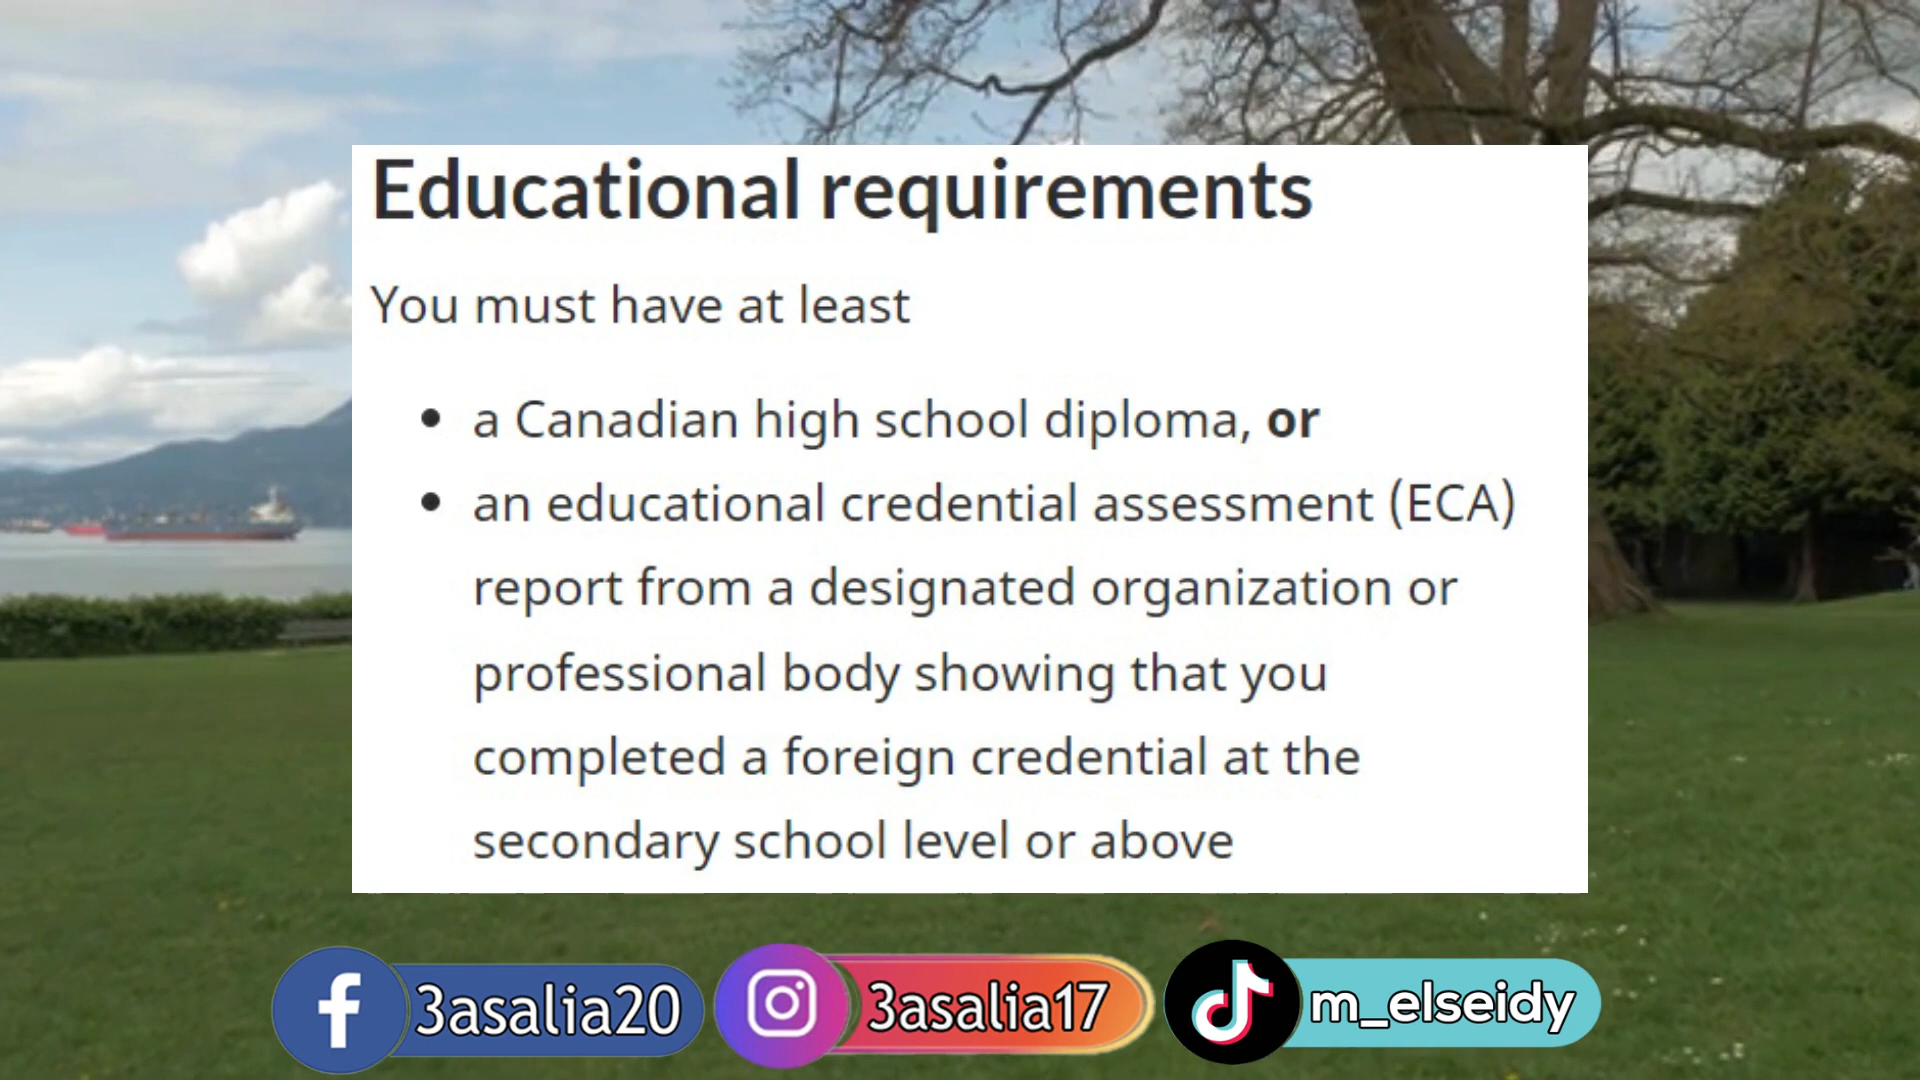 Educational requirements
You must have at least
• a Canadian high school diploma, or
• an educational credential assessment (ECA)
report from a designated organization or
professional body showing that you
completed a foreign credential at the
secondary school level or above
3asalia20
3asalia17
m_elseidy